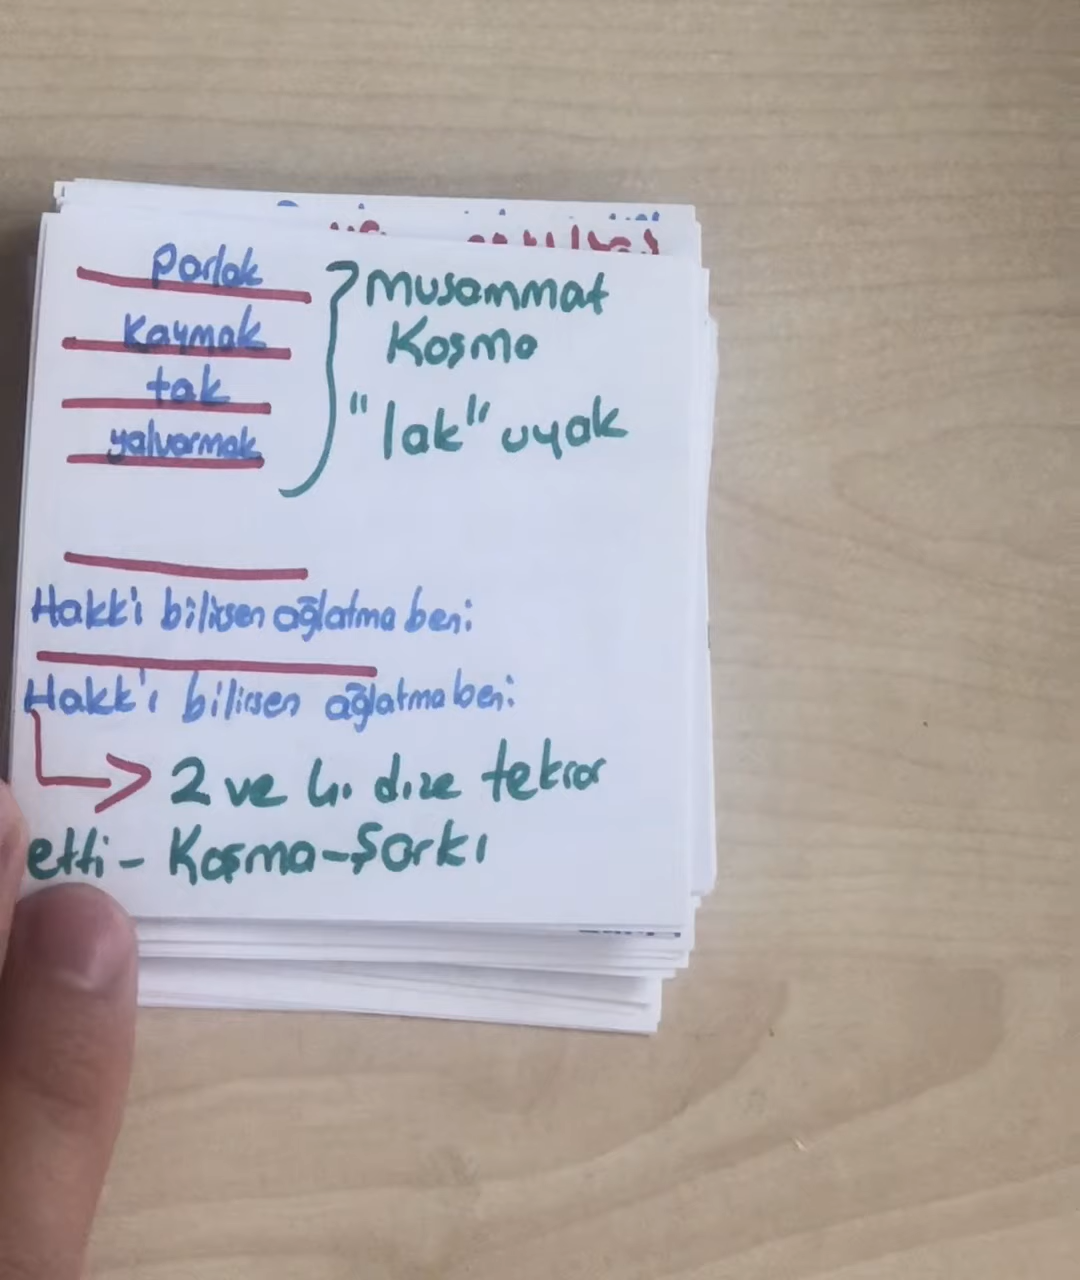 parlak
kaymak
tak
yalvarmak
musammat
Koşma
"lak" uyak
Hakk'ı bilirsen ağlatma beni
Hakk'ı bilirsen ağlatma beni
2 ve 4. dize tekrar
etti - Koşma-Şarkı